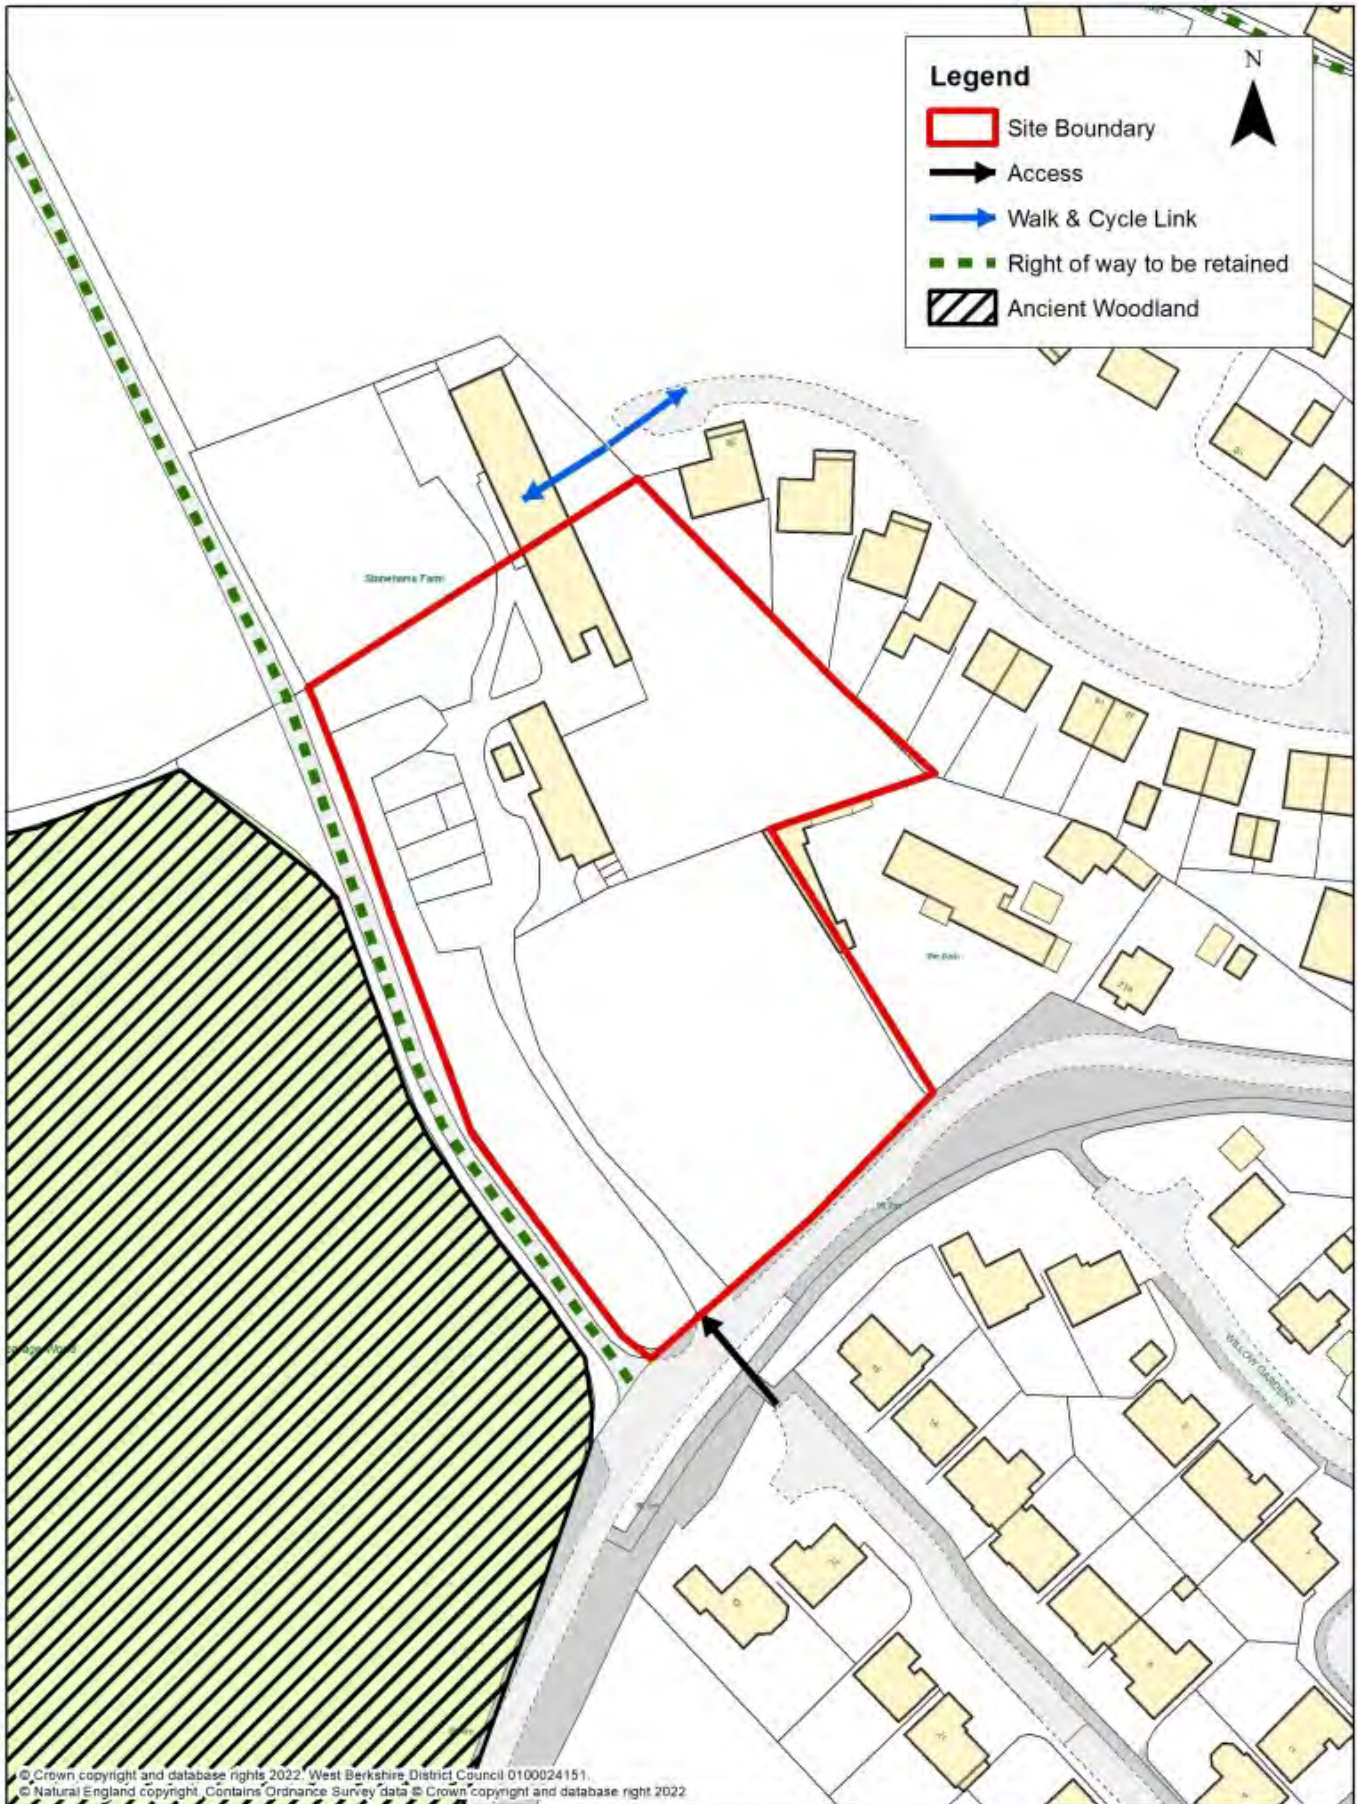 Legend
N
Site Boundary
Access
Walk & Cycle Link
Right of way to be retained
Ancient Woodland
Stonehams Farm
WILLOW GARDENS
© Crown copyright and database rights 2022. West Berkshire District Council 0100024151.
© Natural England copyright. Contains Ordnance Survey data © Crown copyright and database right 2022